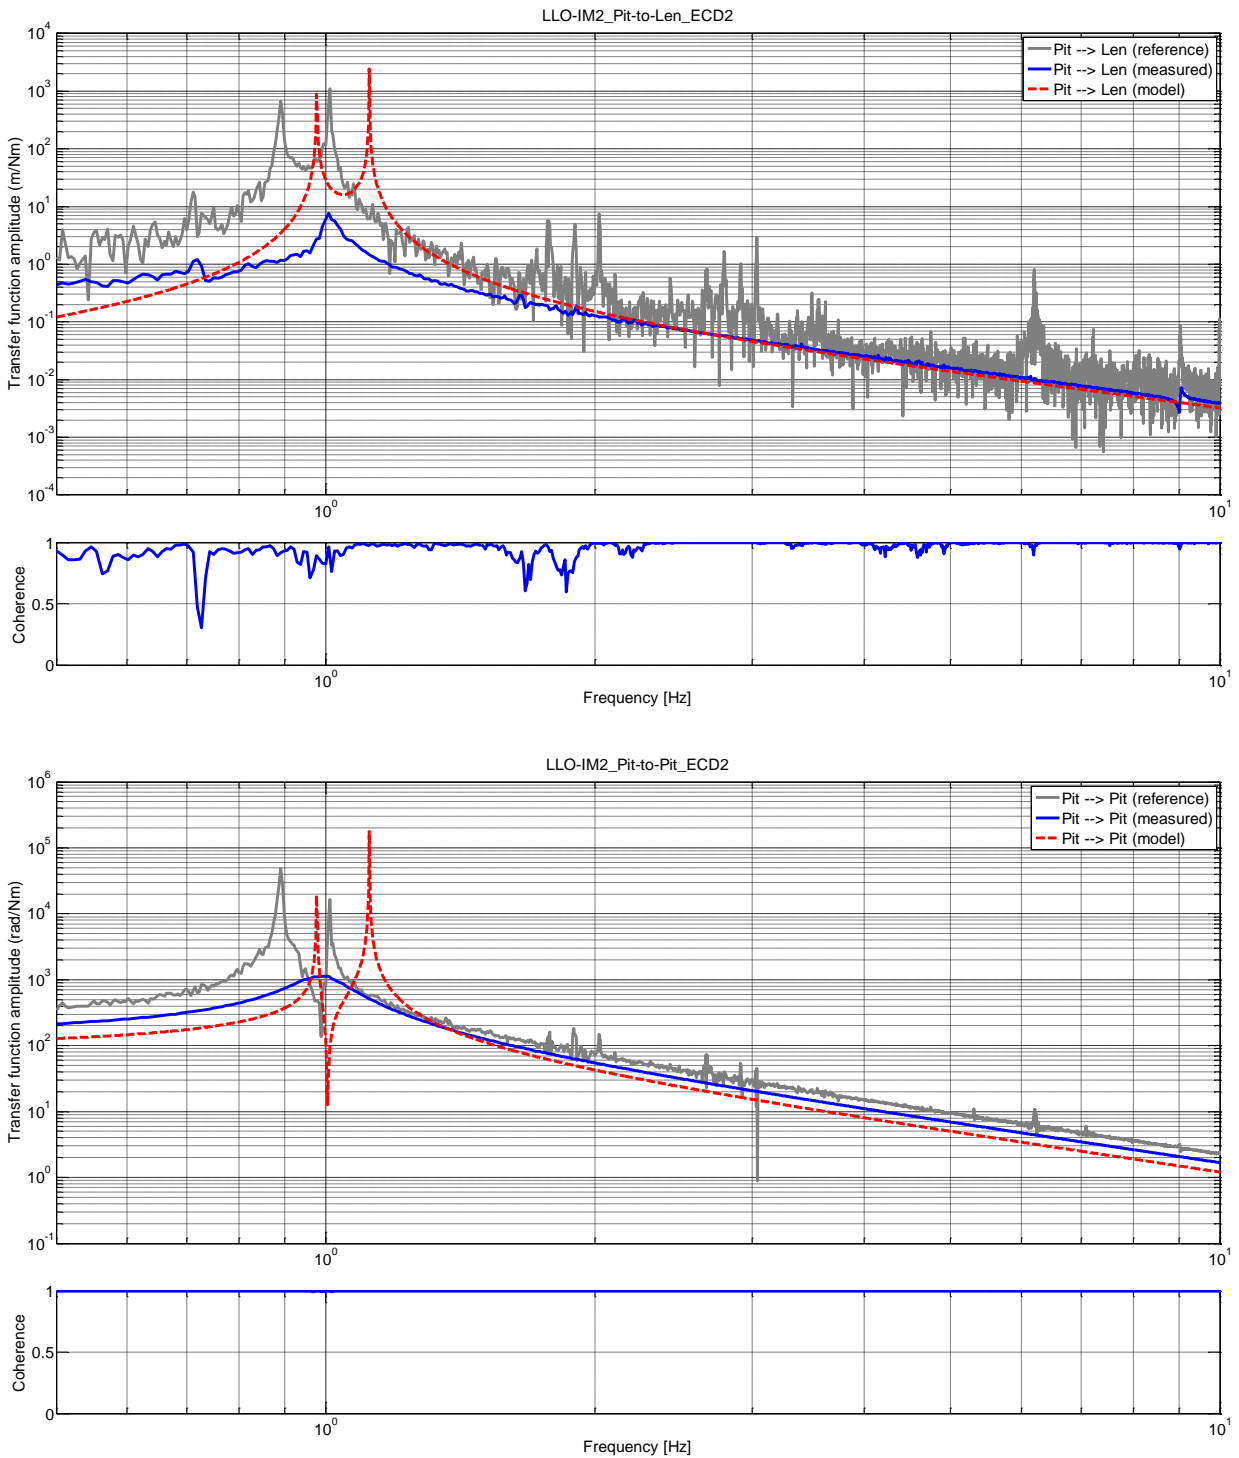 LLO-IM2_Pit-to-Len_ECD2
Pit --> Len (reference)
Pit --> Len (measured)
Pit --> Len (model)
Transfer function amplitude (m/Nm)
10^4
10^3
10^2
10^1
10^0
10^-1
10^-2
10^-3
10^-4
10^0
10^1
Coherence
1
0.5
0
10^0
10^1
Frequency [Hz]
LLO-IM2_Pit-to-Pit_ECD2
Pit --> Pit (reference)
Pit --> Pit (measured)
Pit --> Pit (model)
Transfer function amplitude (rad/Nm)
10^6
10^5
10^4
10^3
10^2
10^1
10^0
10^-1
10^0
10^1
Coherence
1
0.5
0
10^0
10^1
Frequency [Hz]